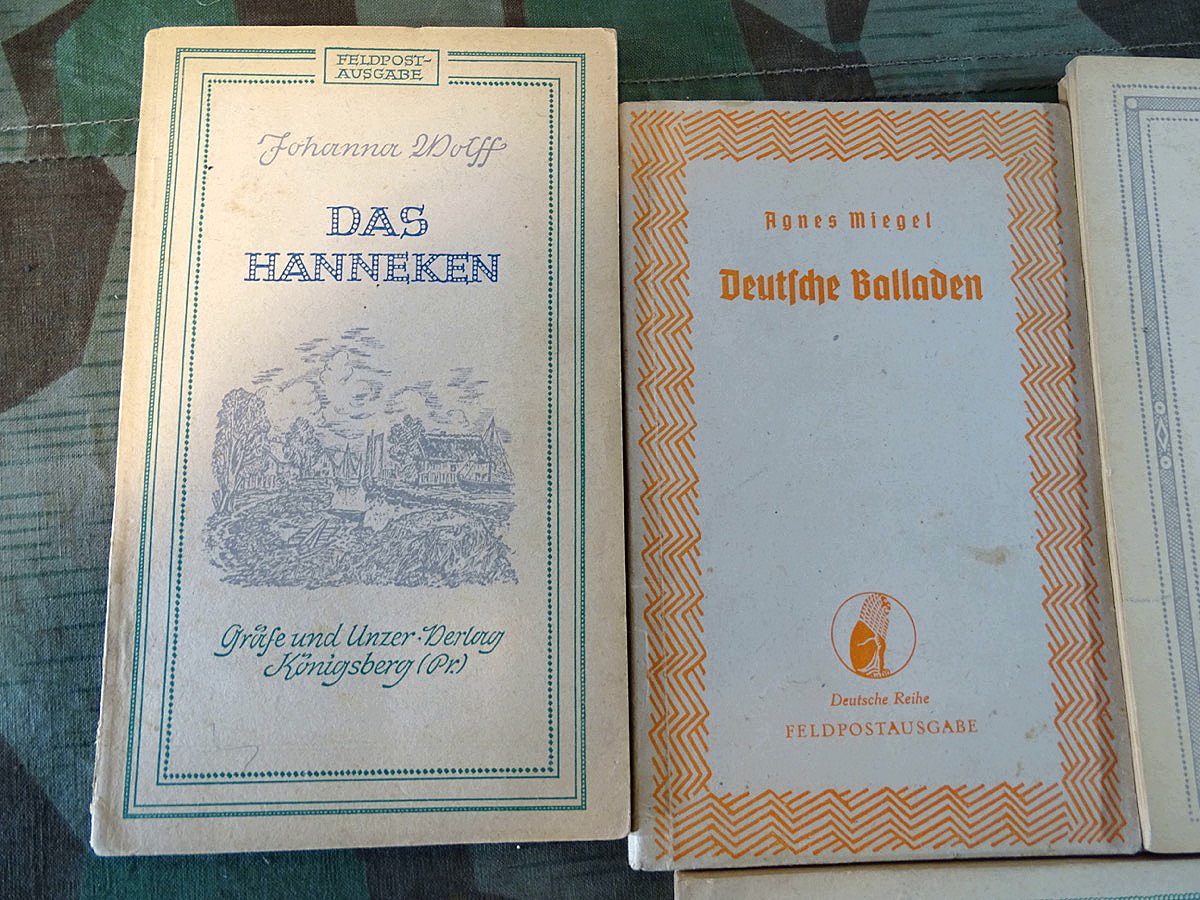 FELDPOST-
AUSGABE
Johanna Wolff
DAS
HANNEKEN
Gräfe und Unzer·Verlag
Königsberg (Pr.)
Agnes Miegel
Deutſche Balladen
Deutsche Reihe
FELDPOSTAUSGABE